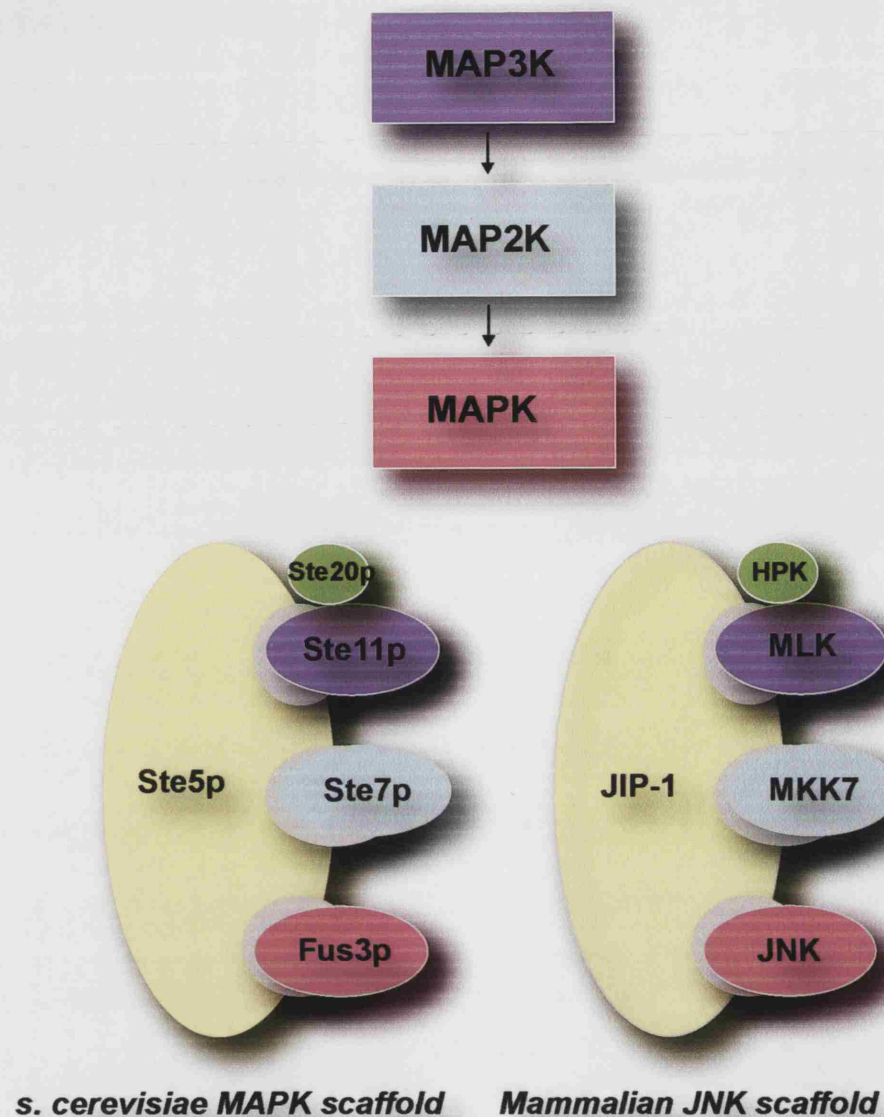 MAP3K
MAP2K
MAPK
Ste20p
Ste11p
Ste5p
Ste7p
Fus3p
HPK
MLK
JIP-1
MKK7
JNK
s. cerevisiae MAPK scaffold
Mammalian JNK scaffold